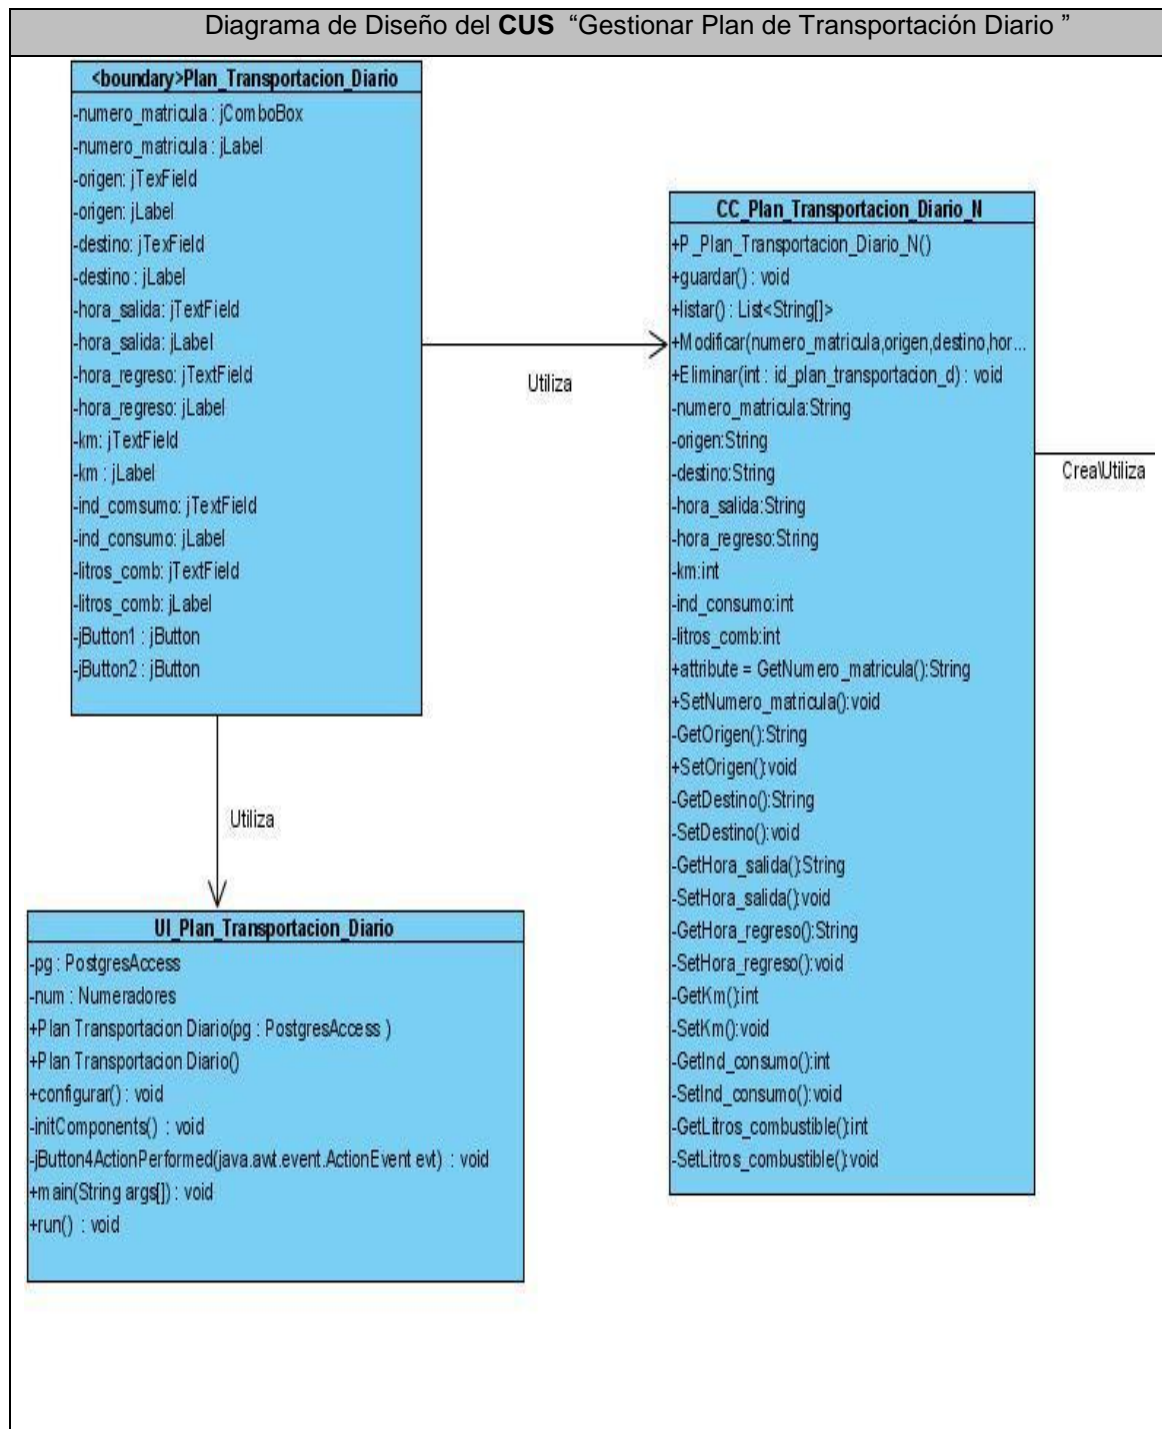 Diagrama de Diseño del CUS “Gestionar Plan de Transportación Diario ”
<boundary>Plan_Transportacion_Diario
-numero_matricula : jComboBox
-numero_matricula : jLabel
-origen: jTexField
-origen: jLabel
-destino: jTexField
-destino : jLabel
-hora_salida: jTextField
-hora_salida: jLabel
-hora_regreso: jTextField
-hora_regreso: jLabel
-km: jTextField
-km : jLabel
-ind_comsumo: jTextField
-ind_consumo: jLabel
-litros_comb: jTextField
-litros_comb: jLabel
-jButton1 : jButton
-jButton2 : jButton
Utiliza
CC_Plan_Transportacion_Diario_N
+P_Plan_Transportacion_Diario_N()
+guardar() : void
+listar() : List<String[]>
+Modificar(numero_matricula,origen,destino,hor...
+Eliminar(int : id_plan_transportacion_d) : void
-numero_matricula:String
-origen:String
-destino:String
-hora_salida:String
-hora_regreso:String
-km:int
-ind_consumo:int
-litros_comb:int
+attribute = GetNumero_matricula():String
+SetNumero_matricula():void
-GetOrigen():String
+SetOrigen():void
-GetDestino():String
-SetDestino():void
-GetHora_salida():String
-SetHora_salida():void
-GetHora_regreso():String
-SetHora_regreso():void
-GetKm():int
-SetKm():void
-GetInd_consumo():int
-SetInd_consumo():void
-GetLitros_combustible():int
-SetLitros_combustible():void
Crea\Utiliza
Utiliza
UI_Plan_Transportacion_Diario
-pg : PostgresAccess
-num : Numeradores
+Plan Transportacion Diario(pg : PostgresAccess )
+Plan Transportacion Diario()
+configurar() : void
-initComponents() : void
-jButton4ActionPerformed(java.awt.event.ActionEvent evt) : void
+main(String args[]) : void
+run() : void